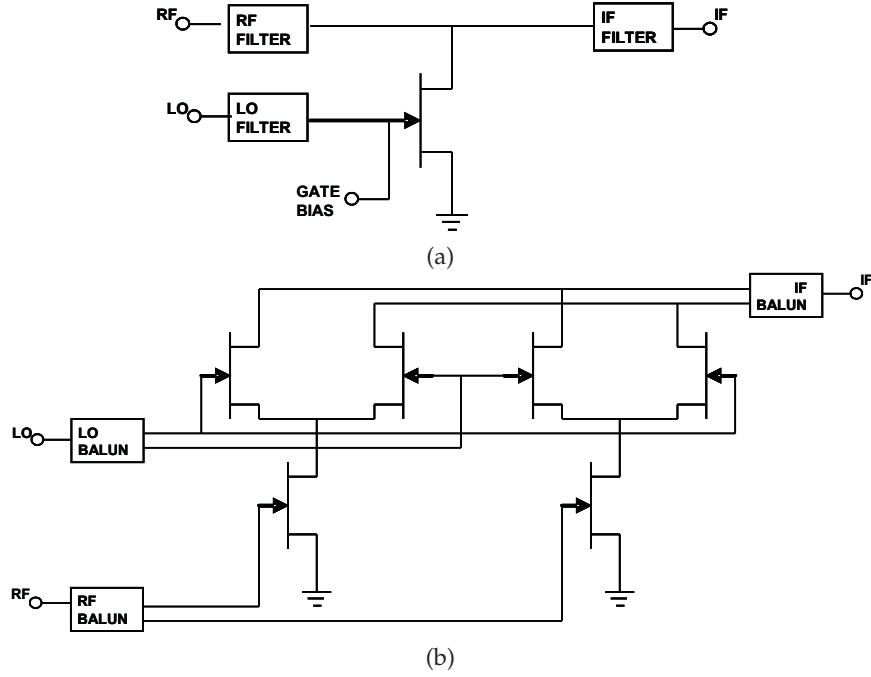 RF
RF
FILTER
IF
FILTER
IF
LO
LO
FILTER
GATE
BIAS
(a)
IF
BALUN
IF
LO
LO
BALUN
RF
RF
BALUN
(b)